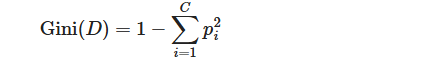 Gini(D) = 1 − ∑_{i=1}^{C} p_i^2